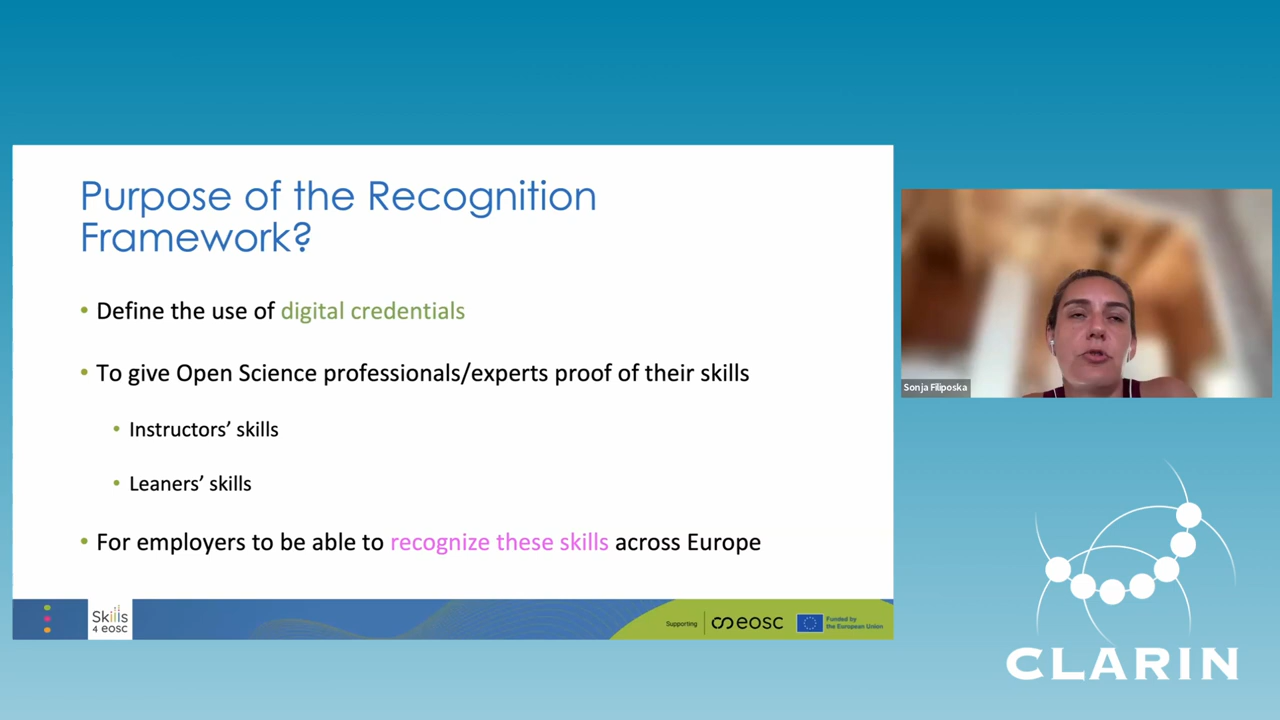 Purpose of the Recognition
Framework?
• Define the use of digital credentials
• To give Open Science professionals/experts proof of their skills
• Instructors’ skills
• Leaners’ skills
• For employers to be able to recognize these skills across Europe
Skills
4 eosc
Supporting
eosc
Funded by
the European Union
Sonja Filiposka
CLARIN